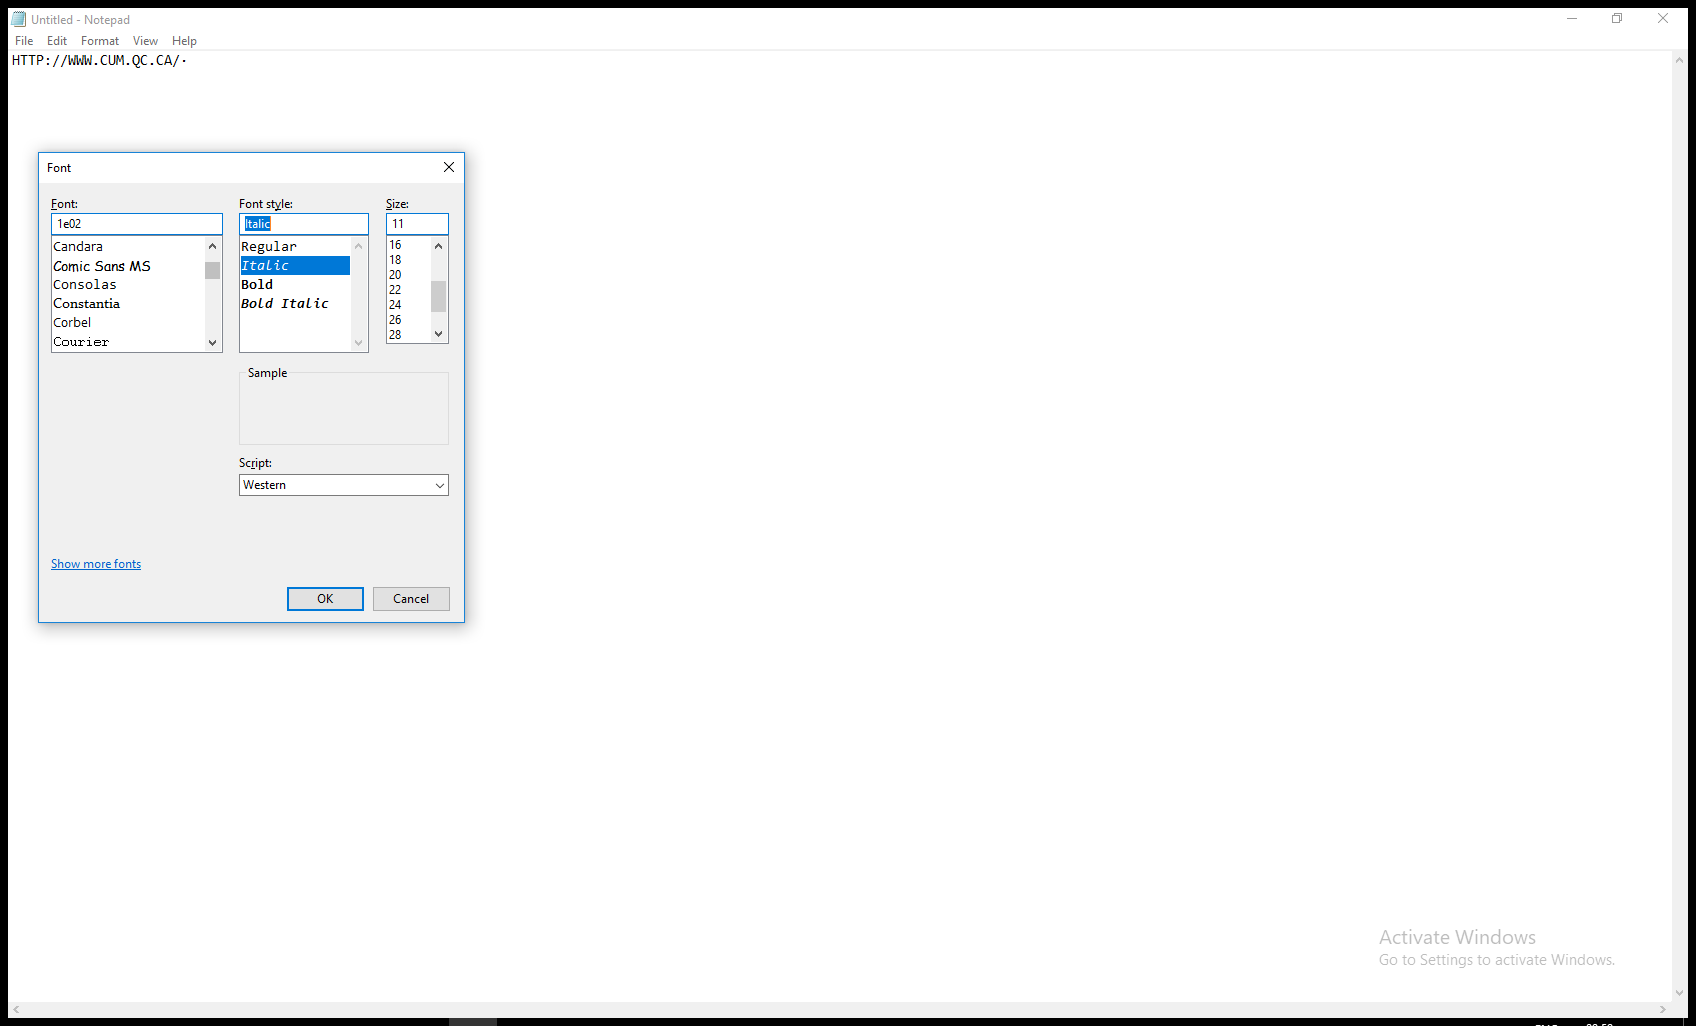 Untitled - Notepad
File Edit Format View Help
HTTP://WWW.CUM.QC.CA/·
Font
Font: Font style: Size:
1e02 Italic 11
Candara
Comic Sans MS
Consolas
Constantia
Corbel
Courier
Regular
Italic
Bold
Bold Italic
16
18
20
22
24
26
28
Sample
Script:
Western
Show more fonts
OK Cancel
Activate Windows
Go to Settings to activate Windows.